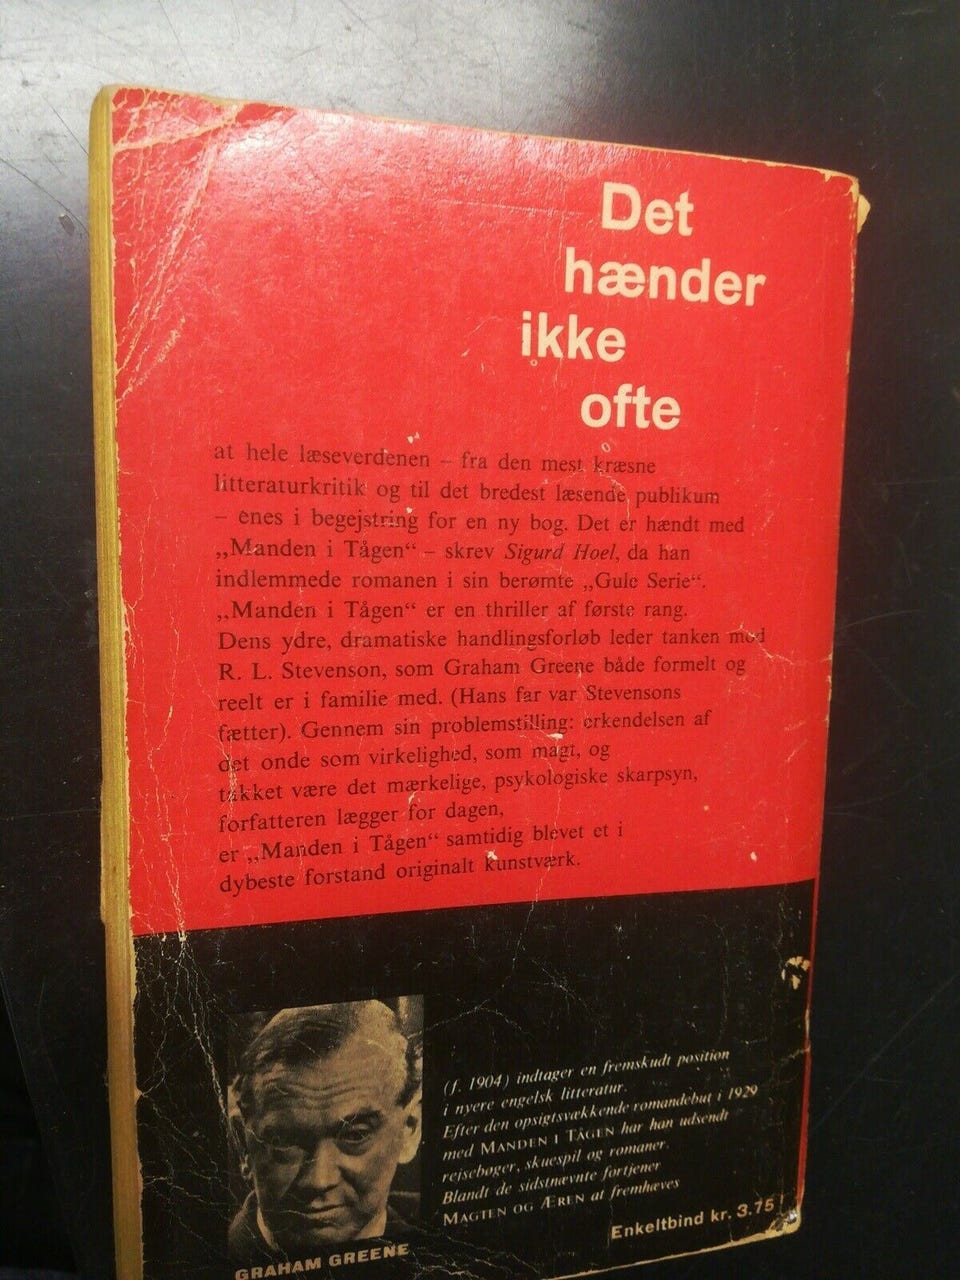 Det
hænder
ikke
ofte
at hele læseverdenen – fra den mest kræsne
litteraturkritik og til det bredest læsende publikum
– enes i begejstring for en ny bog. Det er hændt med
„Manden i Tågen“ – skrev Sigurd Hoel, da han
indlemmede romanen i sin berømte „Gule Serie“.
„Manden i Tågen“ er en thriller af første rang.
Dens ydre, dramatiske handlingsforløb leder tanken mod
R. L. Stevenson, som Graham Greene både formelt og
reelt er i familie med. (Hans far var Stevensons
fætter). Gennem sin problemstilling: erkendelsen af
det onde som virkelighed, som magt, og
takket være det mærkelige, psykologiske skarpsyn,
forfatteren lægger for dagen,
er „Manden i Tågen“ samtidig blevet et i
dybeste forstand originalt kunstværk.
(f. 1904) indtager en fremskudt position
i nyere engelsk litteratur.
Efter den opsigtsvækkende romandebut i 1929
med MANDEN I TÅGEN har han udsendt
rejsebøger, skuespil og romaner.
Blandt de sidstnævnte fortjener
MAGTEN OG ÆREN at fremhæves
Enkeltbind kr. 3.75
GRAHAM GREENE